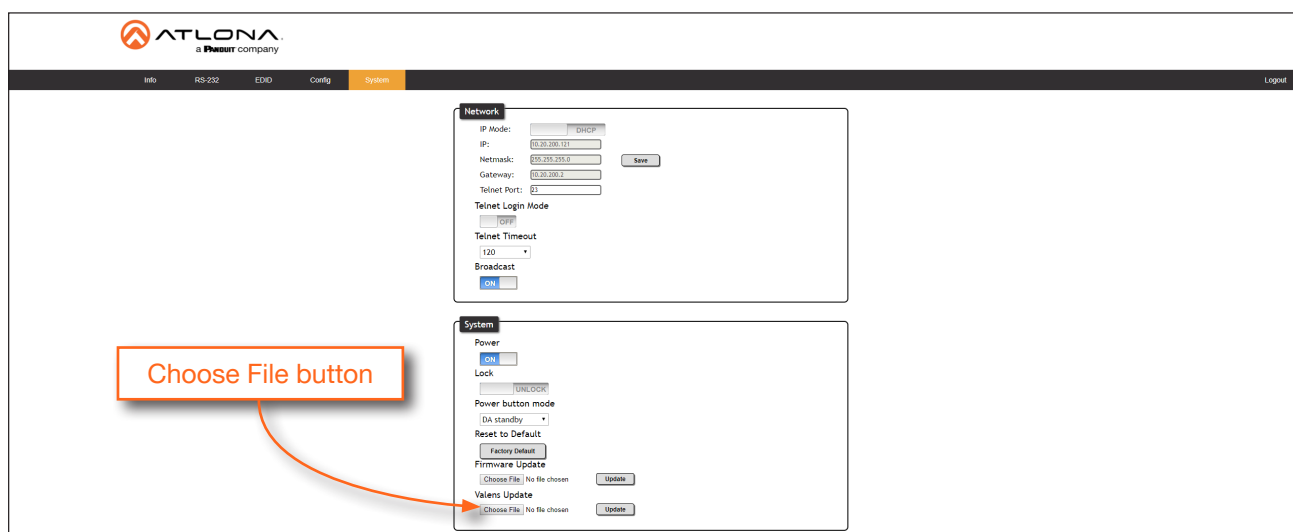 ATLONA.
a PANDUIT company
Info RS-232 EDID Config System Logout
Network
IP Mode: DHCP
IP: 10.20.200.121
Netmask: 255.255.255.0 Save
Gateway: 10.20.200.2
Telnet Port: 23
Telnet Login Mode
OFF
Telnet Timeout
120
Broadcast
ON
System
Power
ON
Lock
UNLOCK
Power button mode
DA standby
Reset to Default
Factory Default
Firmware Update
Choose File No file chosen Update
Valens Update
Choose File No file chosen Update
Choose File button